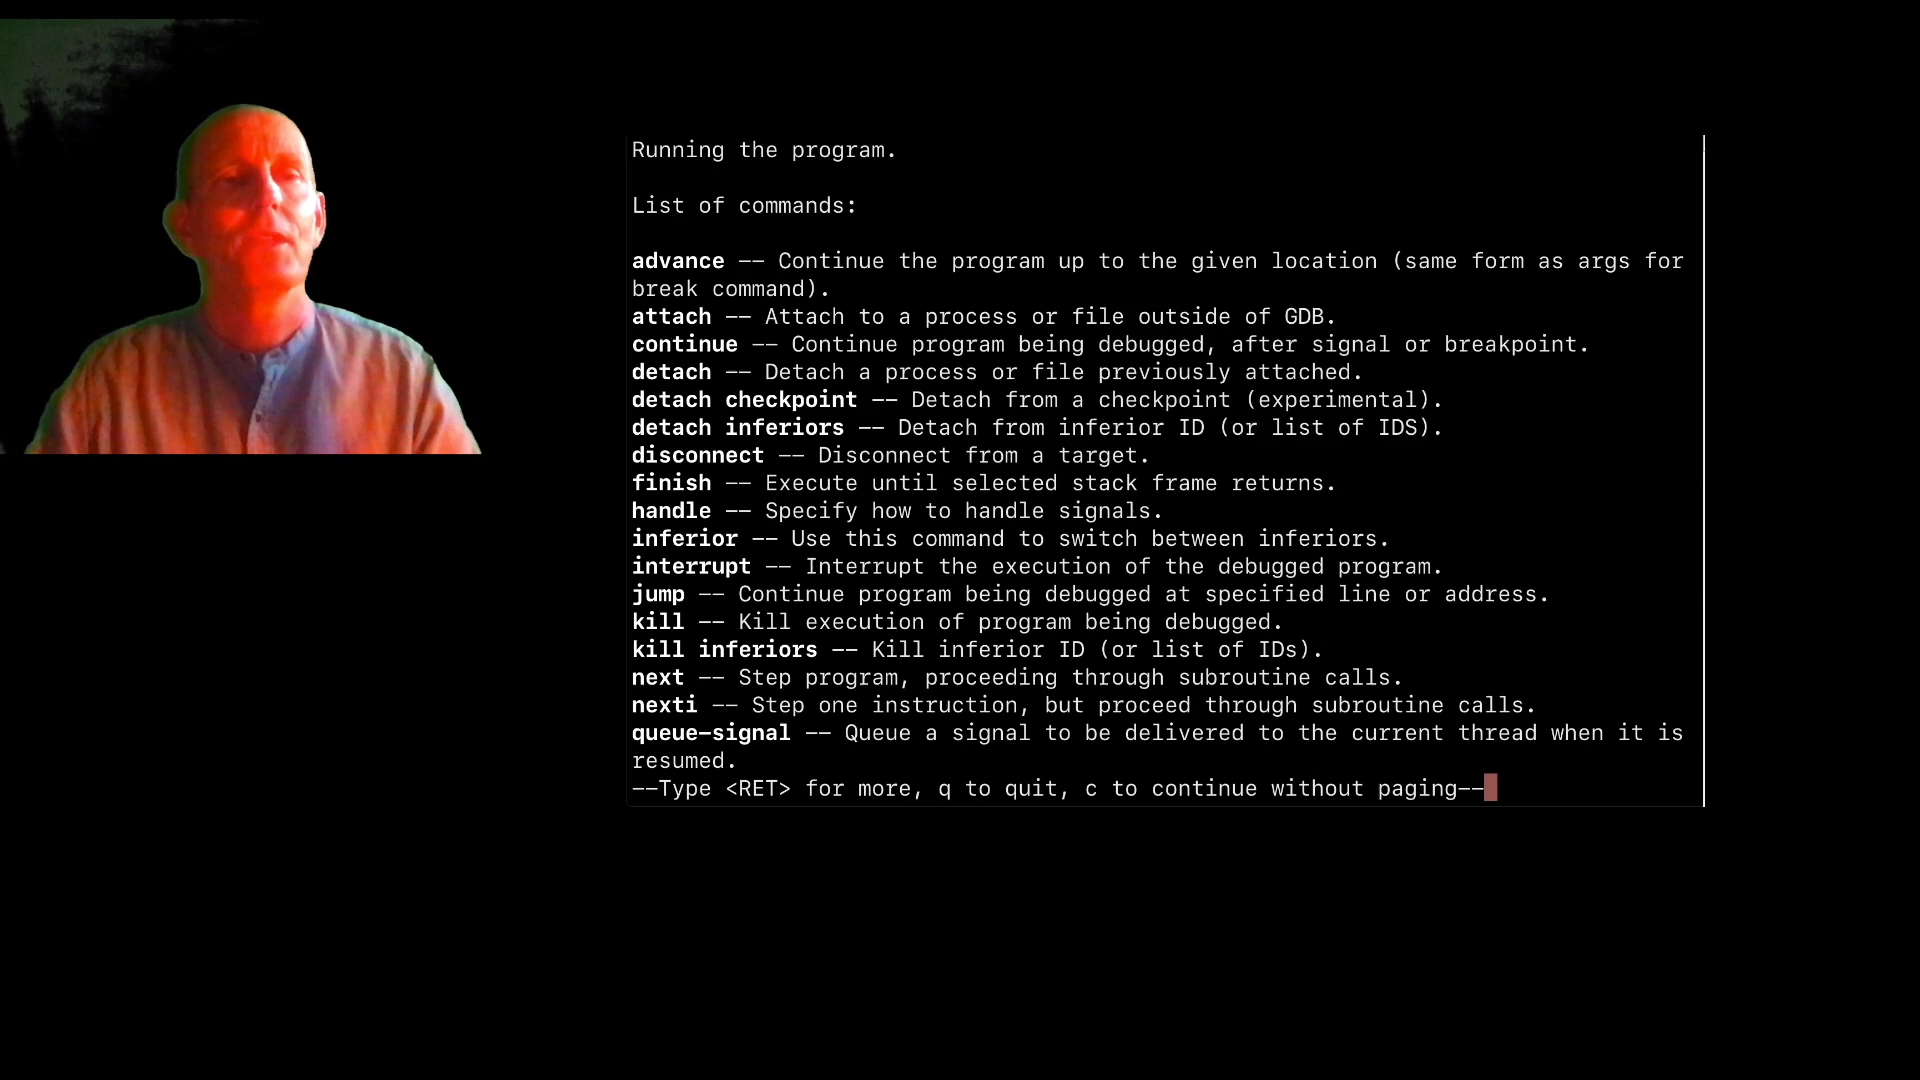 Running the program.
List of commands:
advance -- Continue the program up to the given location (same form as args for
break command).
attach -- Attach to a process or file outside of GDB.
continue -- Continue program being debugged, after signal or breakpoint.
detach -- Detach a process or file previously attached.
detach checkpoint -- Detach from a checkpoint (experimental).
detach inferiors -- Detach from inferior ID (or list of IDS).
disconnect -- Disconnect from a target.
finish -- Execute until selected stack frame returns.
handle -- Specify how to handle signals.
inferior -- Use this command to switch between inferiors.
interrupt -- Interrupt the execution of the debugged program.
jump -- Continue program being debugged at specified line or address.
kill -- Kill execution of program being debugged.
kill inferiors -- Kill inferior ID (or list of IDs).
next -- Step program, proceeding through subroutine calls.
nexti -- Step one instruction, but proceed through subroutine calls.
queue-signal -- Queue a signal to be delivered to the current thread when it is
resumed.
--Type <RET> for more, q to quit, c to continue without paging--